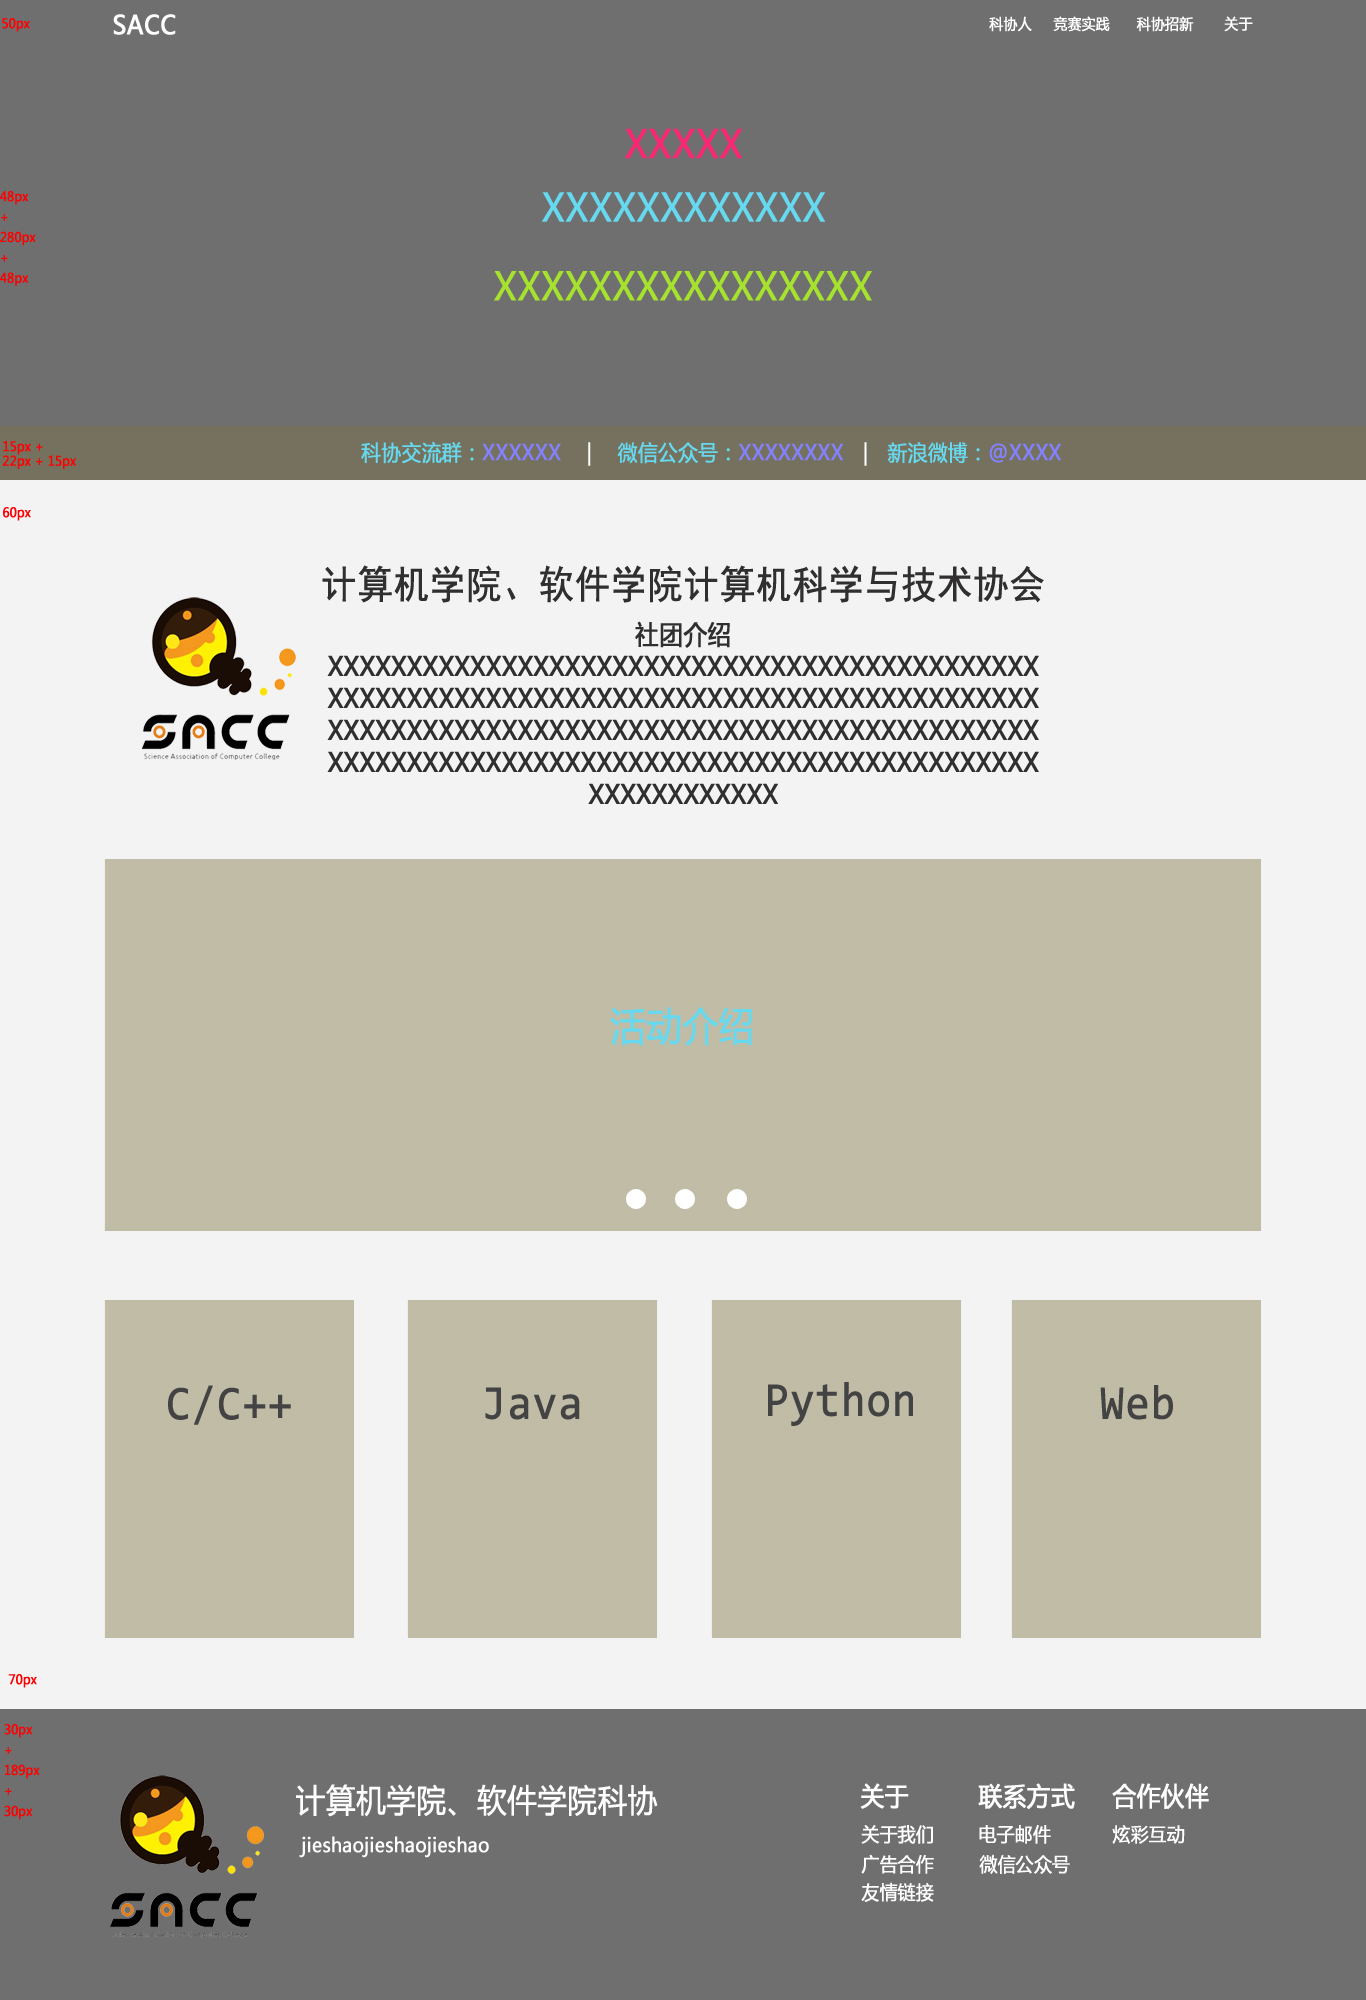 50px
SACC
科协人 竞赛实践 科协招新 关于
XXXXX
48px
+
280px
+
48px
XXXXXXXXXXXX
XXXXXXXXXXXXXXXX
15px +
22px + 15px
科协交流群：XXXXXX | 微信公众号：XXXXXXXX | 新浪微博：@XXXX
60px
计算机学院、软件学院计算机科学与技术协会
社团介绍
XXXXXXXXXXXXXXXXXXXXXXXXXXXXXXXXXXXXXXXXXXXXX
XXXXXXXXXXXXXXXXXXXXXXXXXXXXXXXXXXXXXXXXXXXXX
XXXXXXXXXXXXXXXXXXXXXXXXXXXXXXXXXXXXXXXXXXXXX
XXXXXXXXXXXXXXXXXXXXXXXXXXXXXXXXXXXXXXXXXXXXX
XXXXXXXXXXXX
SACC
Science Association of Computer College
活动介绍
C/C++ Java Python Web
70px
30px
+
189px
+
30px
SACC
计算机学院、软件学院科协
jieshaojieshaojieshao
关于
关于我们
广告合作
友情链接
联系方式
电子邮件
微信公众号
合作伙伴
炫彩互动